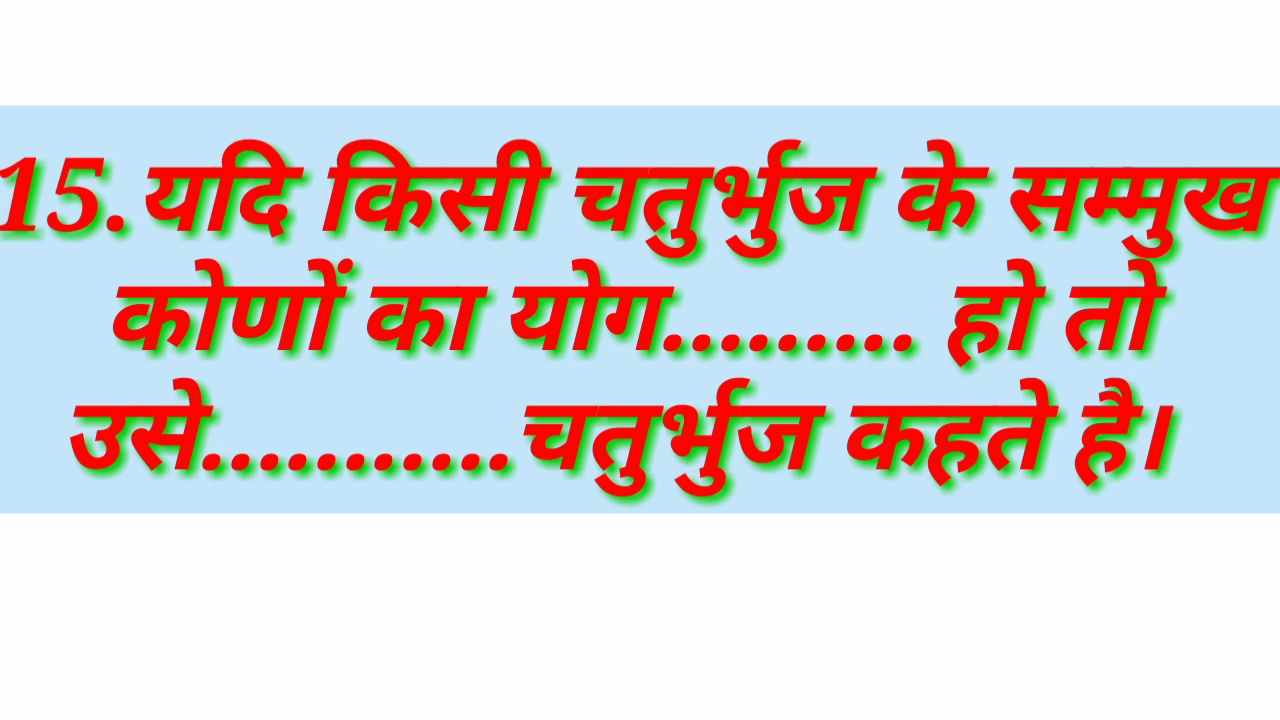 15.यदि किसी चतुर्भुज के सम्मुख
कोणों का योग......... हो तो
उसे...........चतुर्भुज कहते है।